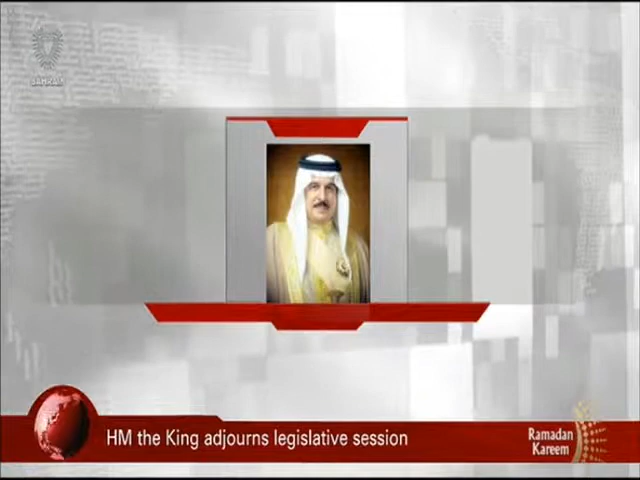 BAHRAIN
HM the King adjourns legislative session
Ramadan
Kareem